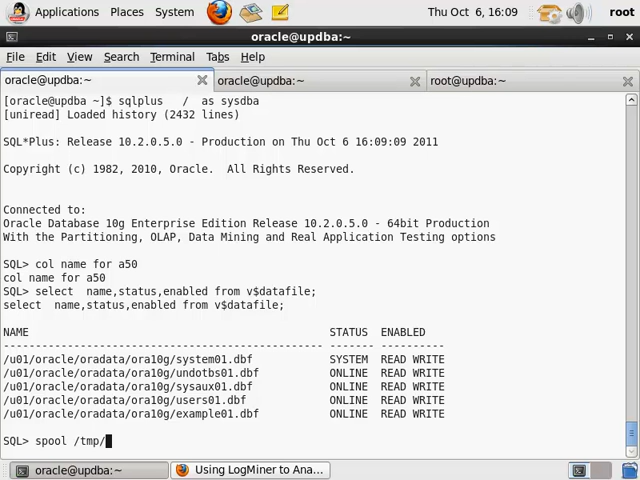 Applications Places System Thu Oct 6, 16:09 root
oracle@updba:~
File Edit View Search Terminal Tabs Help
oracle@updba:~ oracle@updba:~ root@updba:~
[oracle@updba ~]$ sqlplus / as sysdba
[uniread] Loaded history (2432 lines)
SQL*Plus: Release 10.2.0.5.0 - Production on Thu Oct 6 16:09:09 2011
Copyright (c) 1982, 2010, Oracle. All Rights Reserved.
Connected to:
Oracle Database 10g Enterprise Edition Release 10.2.0.5.0 - 64bit Production
With the Partitioning, OLAP, Data Mining and Real Application Testing options
SQL> col name for a50
col name for a50
SQL> select name,status,enabled from v$datafile;
select name,status,enabled from v$datafile;
NAME STATUS ENABLED
-------------------------------------------------- ------- ----------
/u01/oracle/oradata/ora10g/system01.dbf SYSTEM READ WRITE
/u01/oracle/oradata/ora10g/undotbs01.dbf ONLINE READ WRITE
/u01/oracle/oradata/ora10g/sysaux01.dbf ONLINE READ WRITE
/u01/oracle/oradata/ora10g/users01.dbf ONLINE READ WRITE
/u01/oracle/oradata/ora10g/example01.dbf ONLINE READ WRITE
SQL> spool /tmp/
oracle@updba:~ Using LogMiner to Ana...